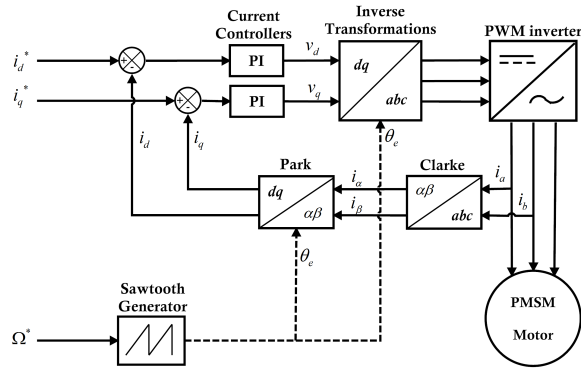 Current
Controllers
Inverse
Transformations
PWM inverter
i_d^*
+
-
PI
v_d
dq
abc
i_q^*
+
-
PI
v_q
i_d
i_q
θ_e
Park
dq
αβ
i_α
i_β
Clarke
αβ
abc
i_a
i_b
θ_e
Sawtooth
Generator
Ω^*
PMSM
Motor